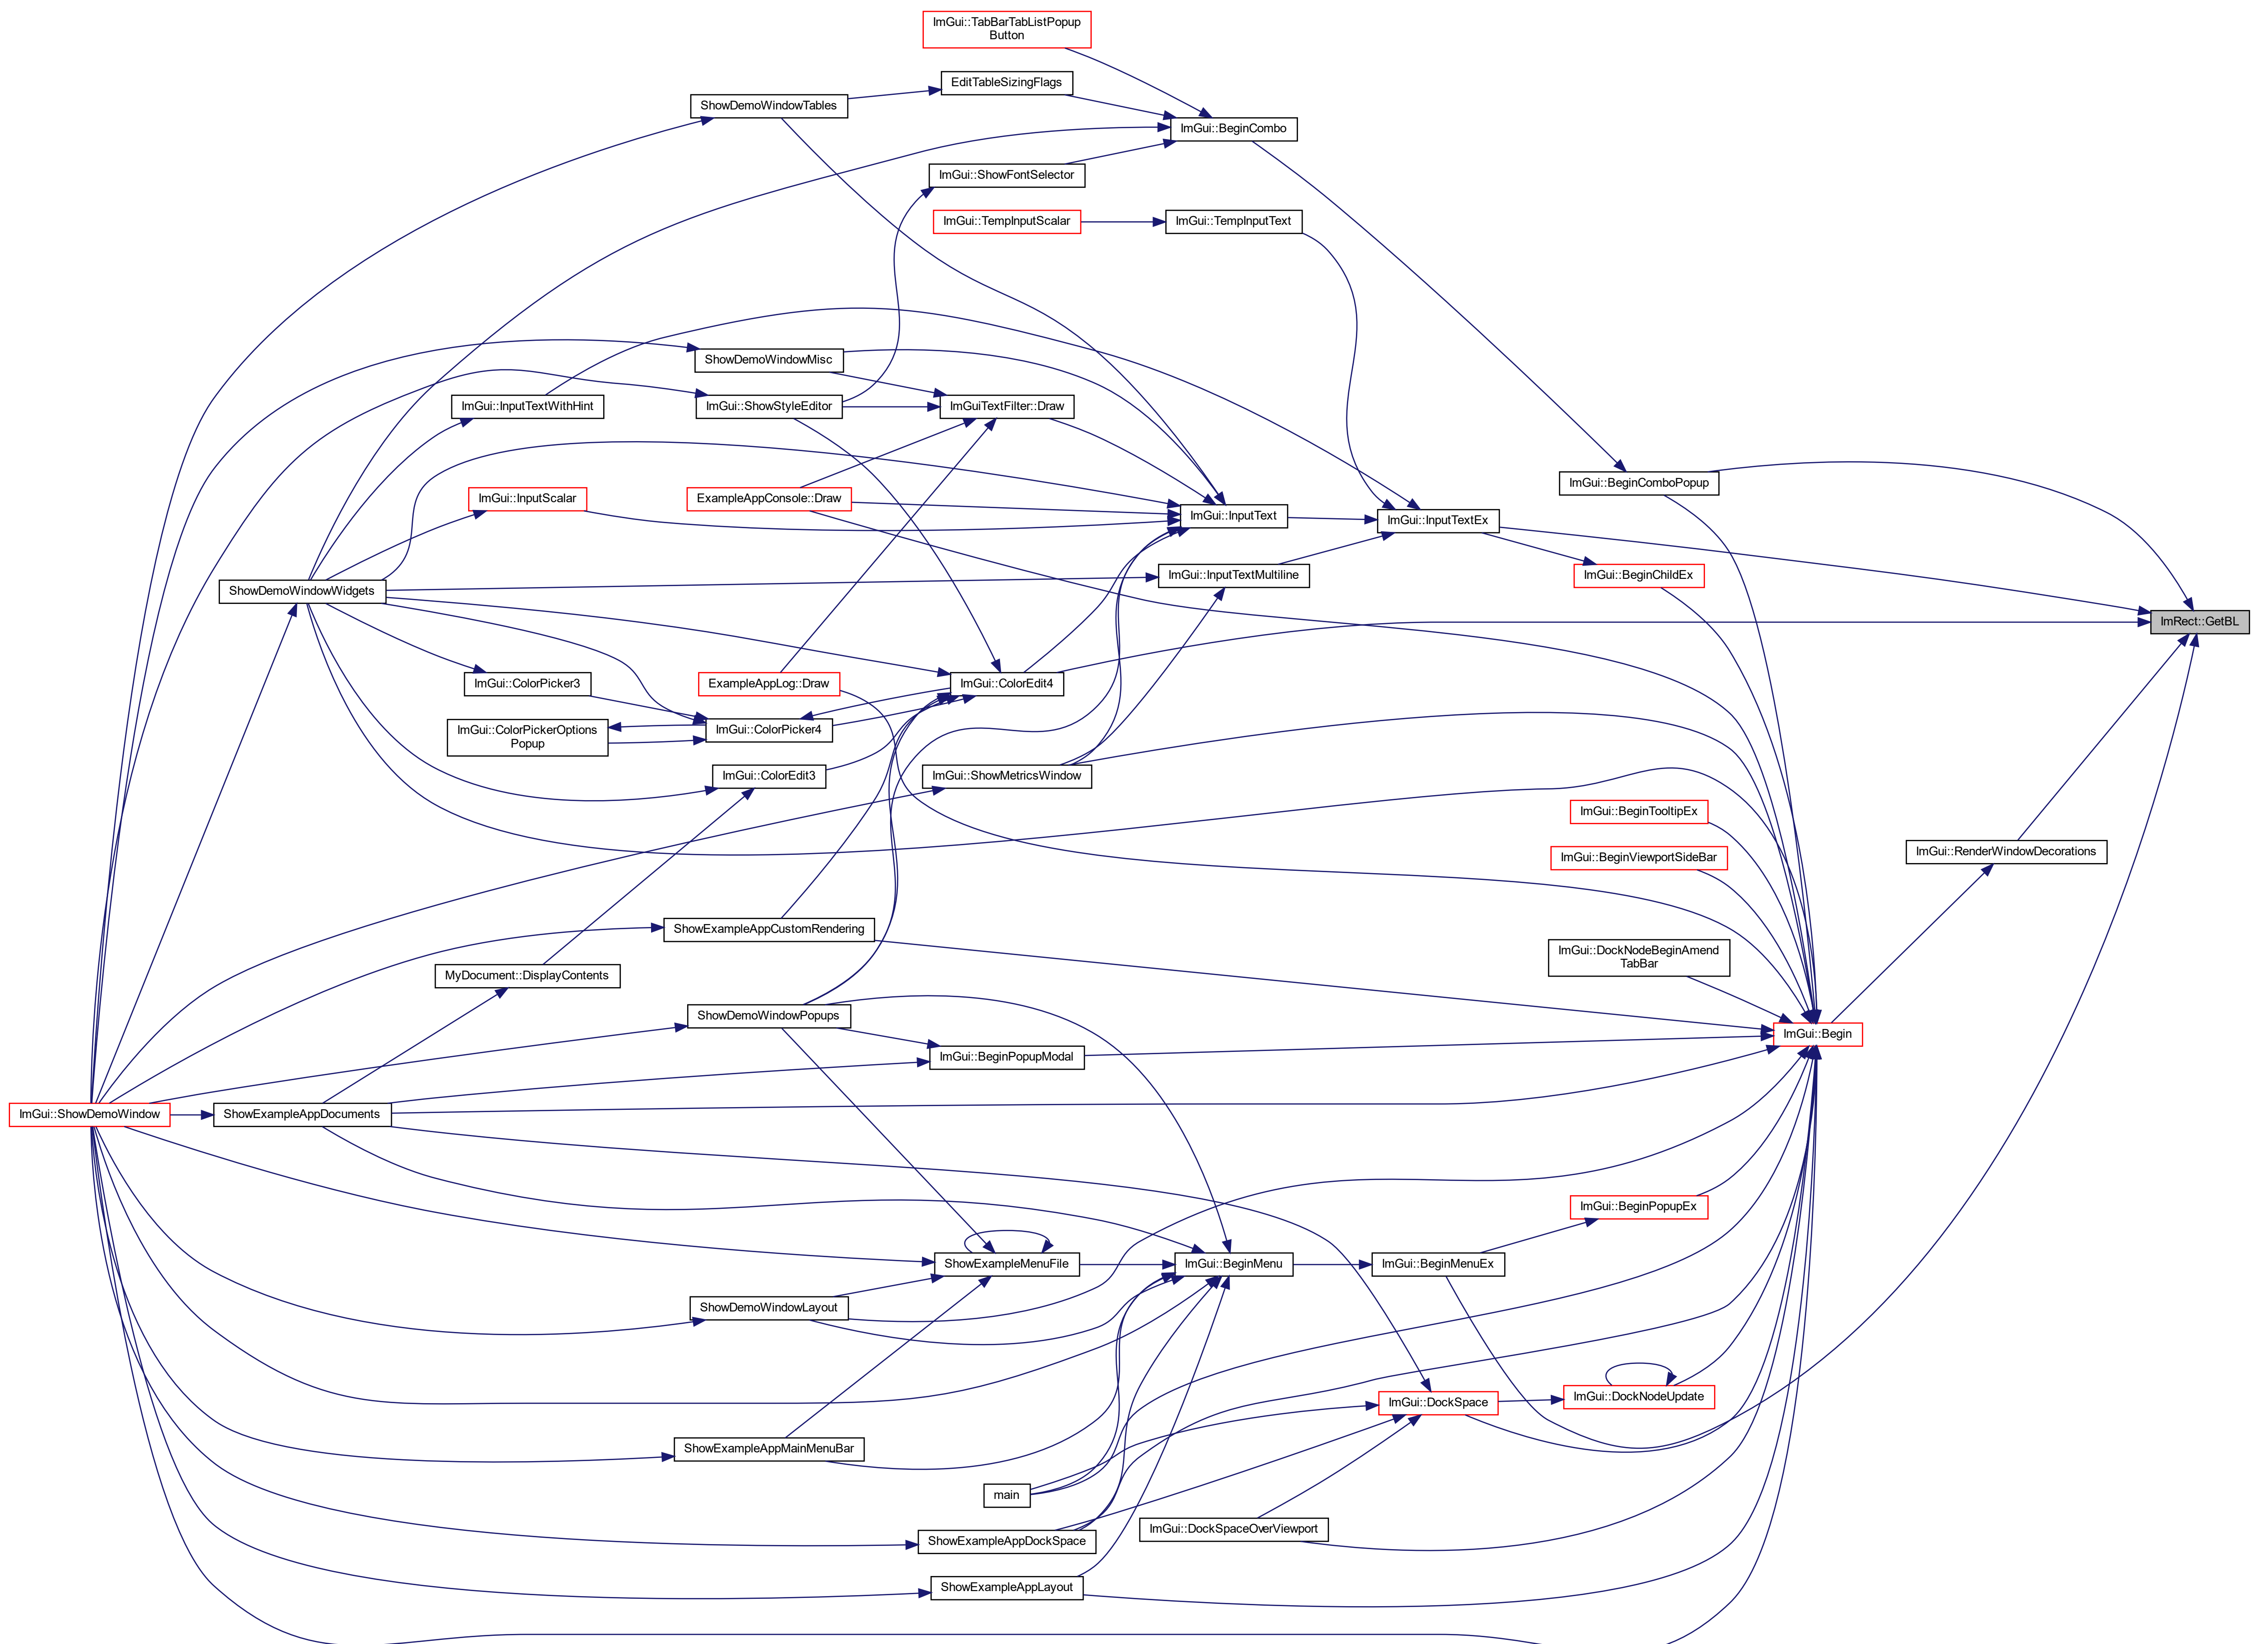 ImGui::TabBarTabListPopup
Button
EditTableSizingFlags
ShowDemoWindowTables
ImGui::BeginCombo
ImGui::ShowFontSelector
ImGui::TempInputScalar
ImGui::TempInputText
ShowDemoWindowMisc
ImGui::InputTextWithHint
ImGui::ShowStyleEditor
ImGuiTextFilter::Draw
ImGui::BeginComboPopup
ImGui::InputScalar
ExampleAppConsole::Draw
ImGui::InputText
ImGui::InputTextEx
ShowDemoWindowWidgets
ImGui::InputTextMultiline
ImGui::BeginChildEx
ImRect::GetBL
ImGui::ColorPicker3
ExampleAppLog::Draw
ImGui::ColorEdit4
ImGui::ColorPickerOptions
Popup
ImGui::ColorPicker4
ImGui::ColorEdit3
ImGui::ShowMetricsWindow
ImGui::BeginTooltipEx
ImGui::BeginViewportSideBar
ImGui::RenderWindowDecorations
ShowExampleAppCustomRendering
ImGui::DockNodeBeginAmend
TabBar
MyDocument::DisplayContents
ShowDemoWindowPopups
ImGui::Begin
ImGui::BeginPopupModal
ImGui::ShowDemoWindow
ShowExampleAppDocuments
ImGui::BeginPopupEx
ShowExampleMenuFile
ImGui::BeginMenu
ImGui::BeginMenuEx
ShowDemoWindowLayout
ImGui::DockSpace
ImGui::DockNodeUpdate
ShowExampleAppMainMenuBar
main
ImGui::DockSpaceOverViewport
ShowExampleAppDockSpace
ShowExampleAppLayout